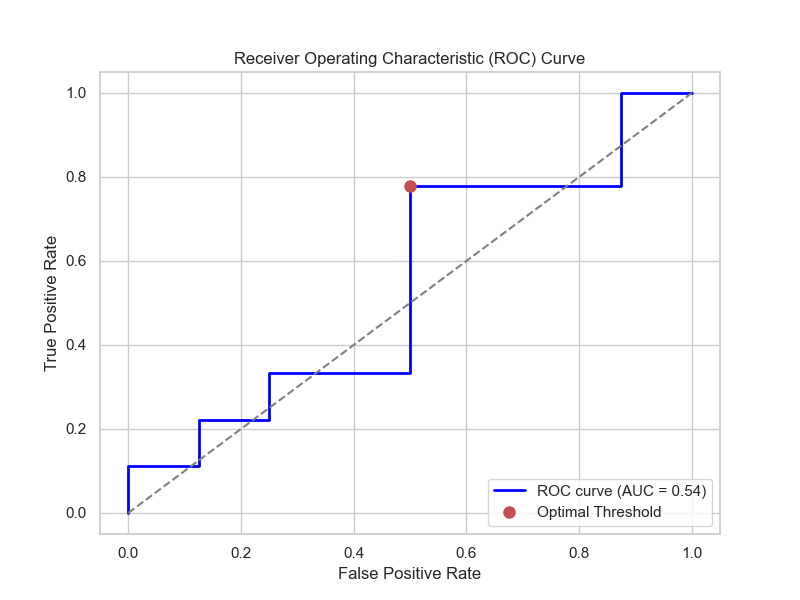 Receiver Operating Characteristic (ROC) Curve
True Positive Rate
1.0
0.8
0.6
0.4
0.2
0.0
ROC curve (AUC = 0.54)
Optimal Threshold
0.0 0.2 0.4 0.6 0.8 1.0
False Positive Rate